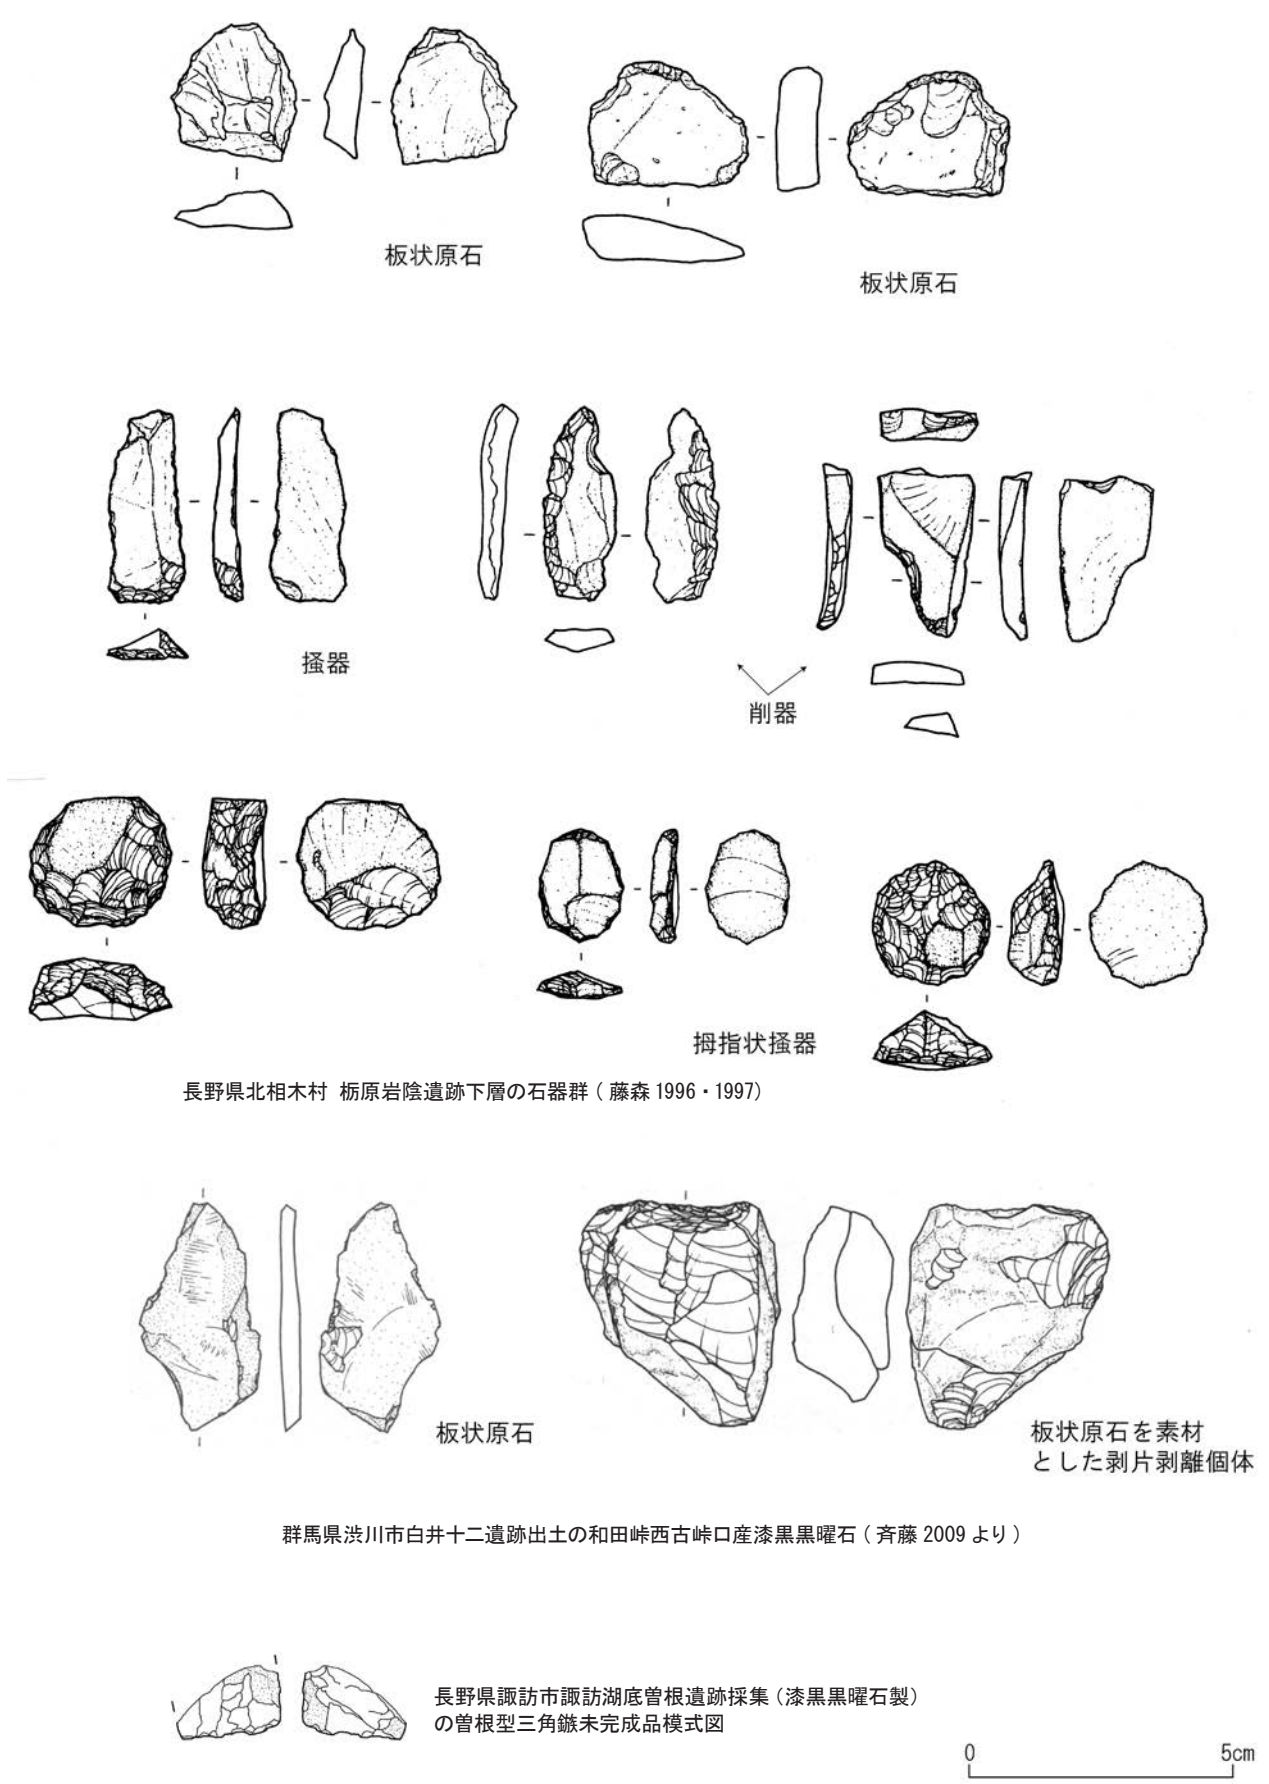 板状原石
板状原石
掻器
削器
拇指状掻器
長野県北相木村 栃原岩陰遺跡下層の石器群 ( 藤森 1996・1997)
板状原石
板状原石を素材
とした剥片剥離個体
群馬県渋川市白井十二遺跡出土の和田峠西古峠口産漆黒黒曜石 ( 斉藤 2009 より )
長野県諏訪市諏訪湖底曽根遺跡採集 (漆黒黒曜石製)
の曽根型三角鏃未完成品模式図
0 5cm